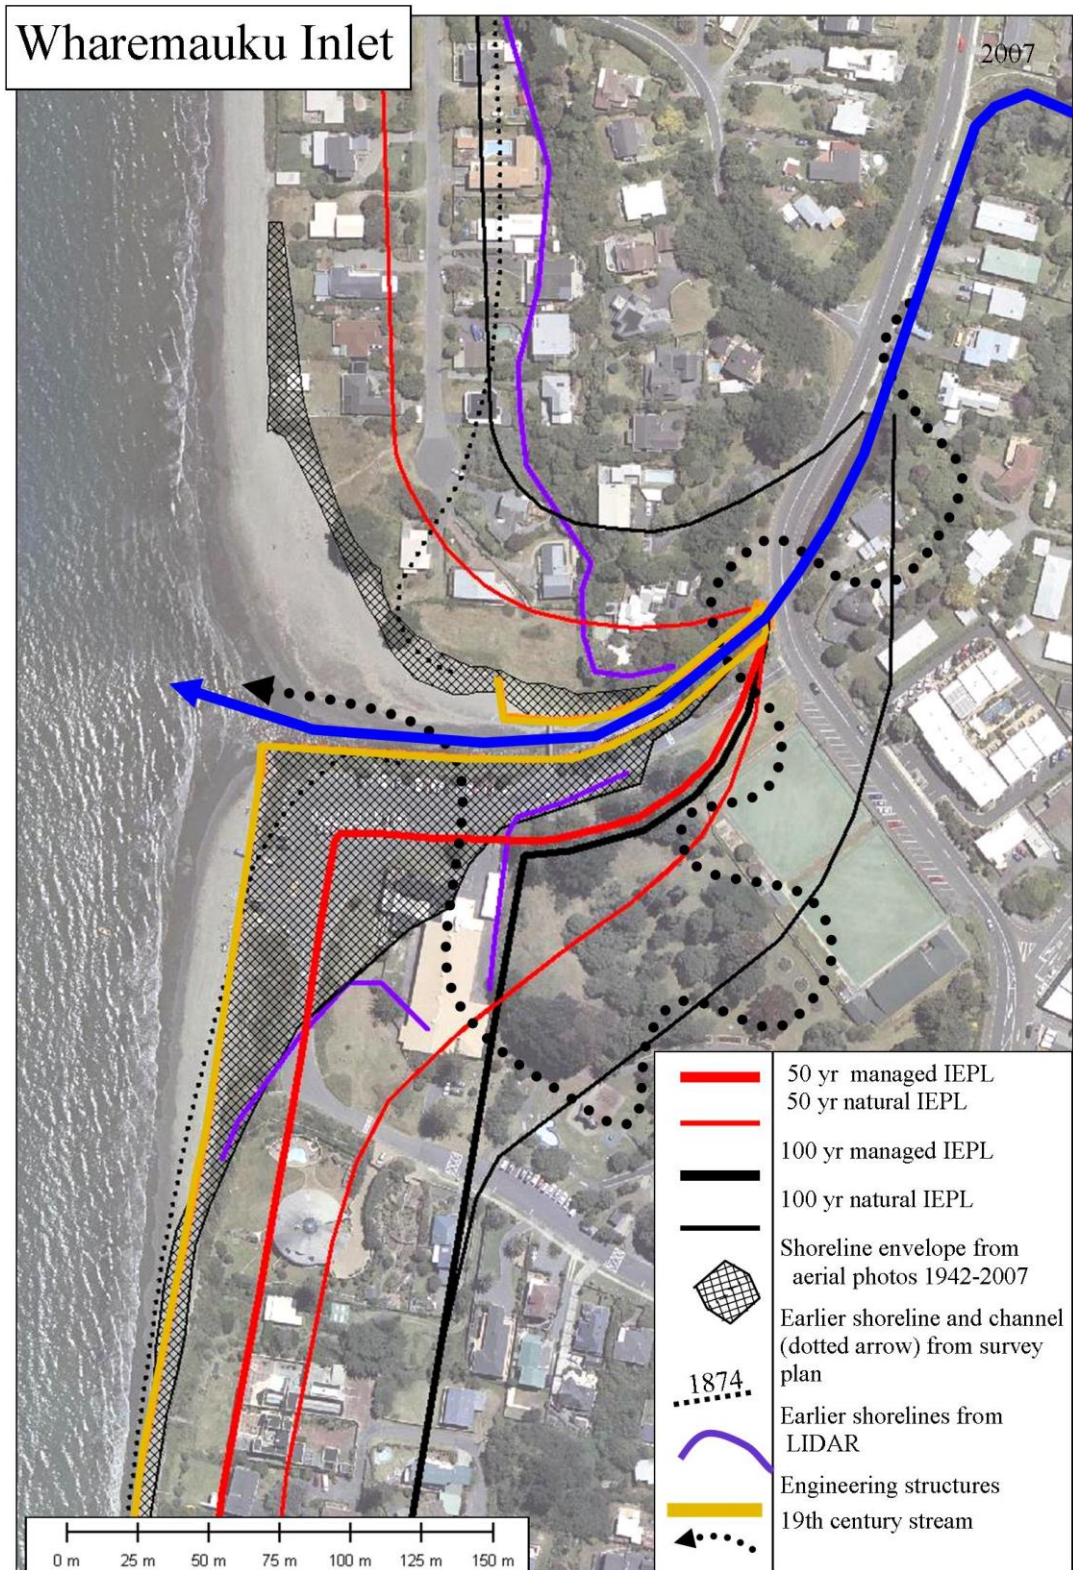 Wharemauku Inlet
2007
50 yr managed IEPL
50 yr natural IEPL
100 yr managed IEPL
100 yr natural IEPL
Shoreline envelope from
aerial photos 1942-2007
Earlier shoreline and channel
(dotted arrow) from survey
plan
1874
Earlier shorelines from
LIDAR
Engineering structures
19th century stream
0 m 25 m 50 m 75 m 100 m 125 m 150 m